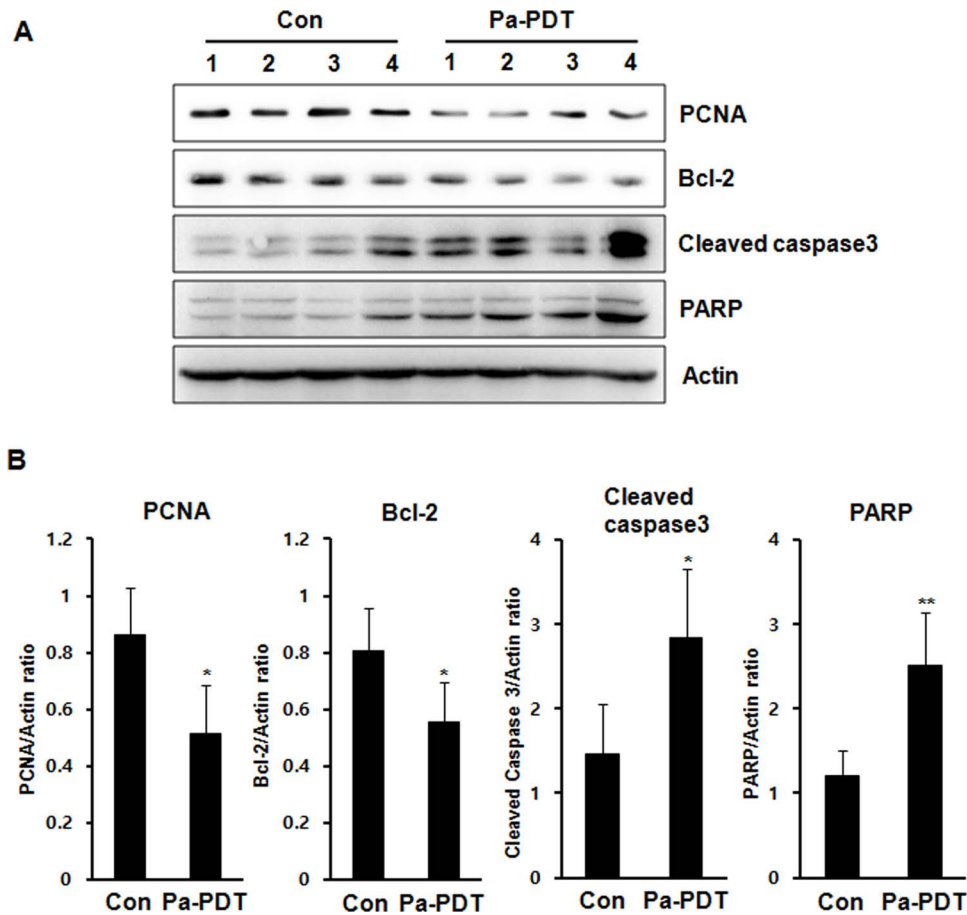 A
Con Pa-PDT
1 2 3 4 1 2 3 4
PCNA
Bcl-2
Cleaved caspase3
PARP
Actin
B
PCNA
PCNA/Actin ratio
1.2
1
0.8
0.6
0.4
0.2
0
*
Con Pa-PDT
Bcl-2
Bcl-2/Actin ratio
1.2
1
0.8
0.6
0.4
0.2
0
*
Con Pa-PDT
Cleaved
caspase3
Cleaved Caspase 3/Actin ratio
4
3
2
1
0
*
Con Pa-PDT
PARP
PARP/Actin ratio
4
3
2
1
0
**
Con Pa-PDT